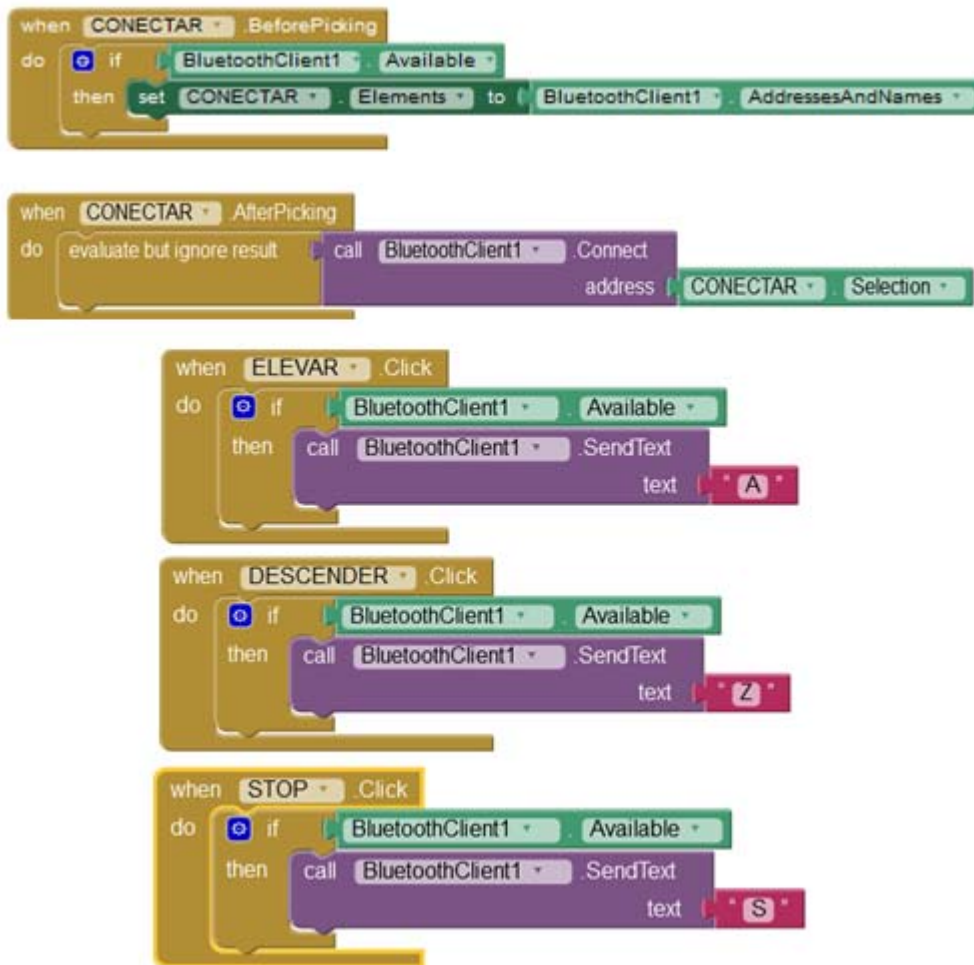 when CONECTAR .BeforePicking
do if BluetoothClient1 . Available
then set CONECTAR . Elements to BluetoothClient1 . AddressesAndNames
when CONECTAR .AfterPicking
do evaluate but ignore result call BluetoothClient1 .Connect
address CONECTAR . Selection
when ELEVAR .Click
do if BluetoothClient1 . Available
then call BluetoothClient1 .SendText
text " A "
when DESCENDER .Click
do if BluetoothClient1 . Available
then call BluetoothClient1 .SendText
text " Z "
when STOP .Click
do if BluetoothClient1 . Available
then call BluetoothClient1 .SendText
text " S "